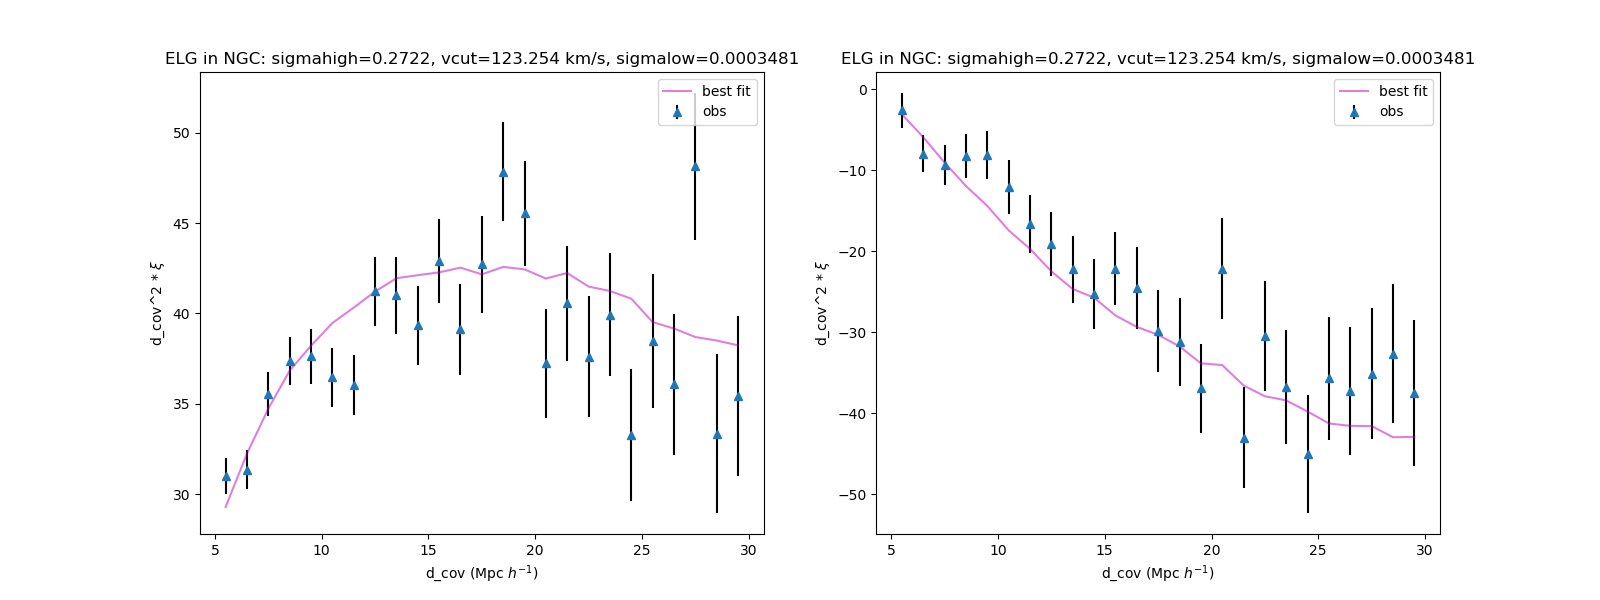 ELG in NGC: sigmahigh=0.2722, vcut=123.254 km/s, sigmalow=0.0003481
best fit
obs
50
45
40
35
30
d_cov^2 * ξ
5
10
15
20
25
30
d_cov (Mpc h^{-1})
ELG in NGC: sigmahigh=0.2722, vcut=123.254 km/s, sigmalow=0.0003481
best fit
obs
0
−10
−20
−30
−40
−50
d_cov^2 * ξ
5
10
15
20
25
30
d_cov (Mpc h^{-1})